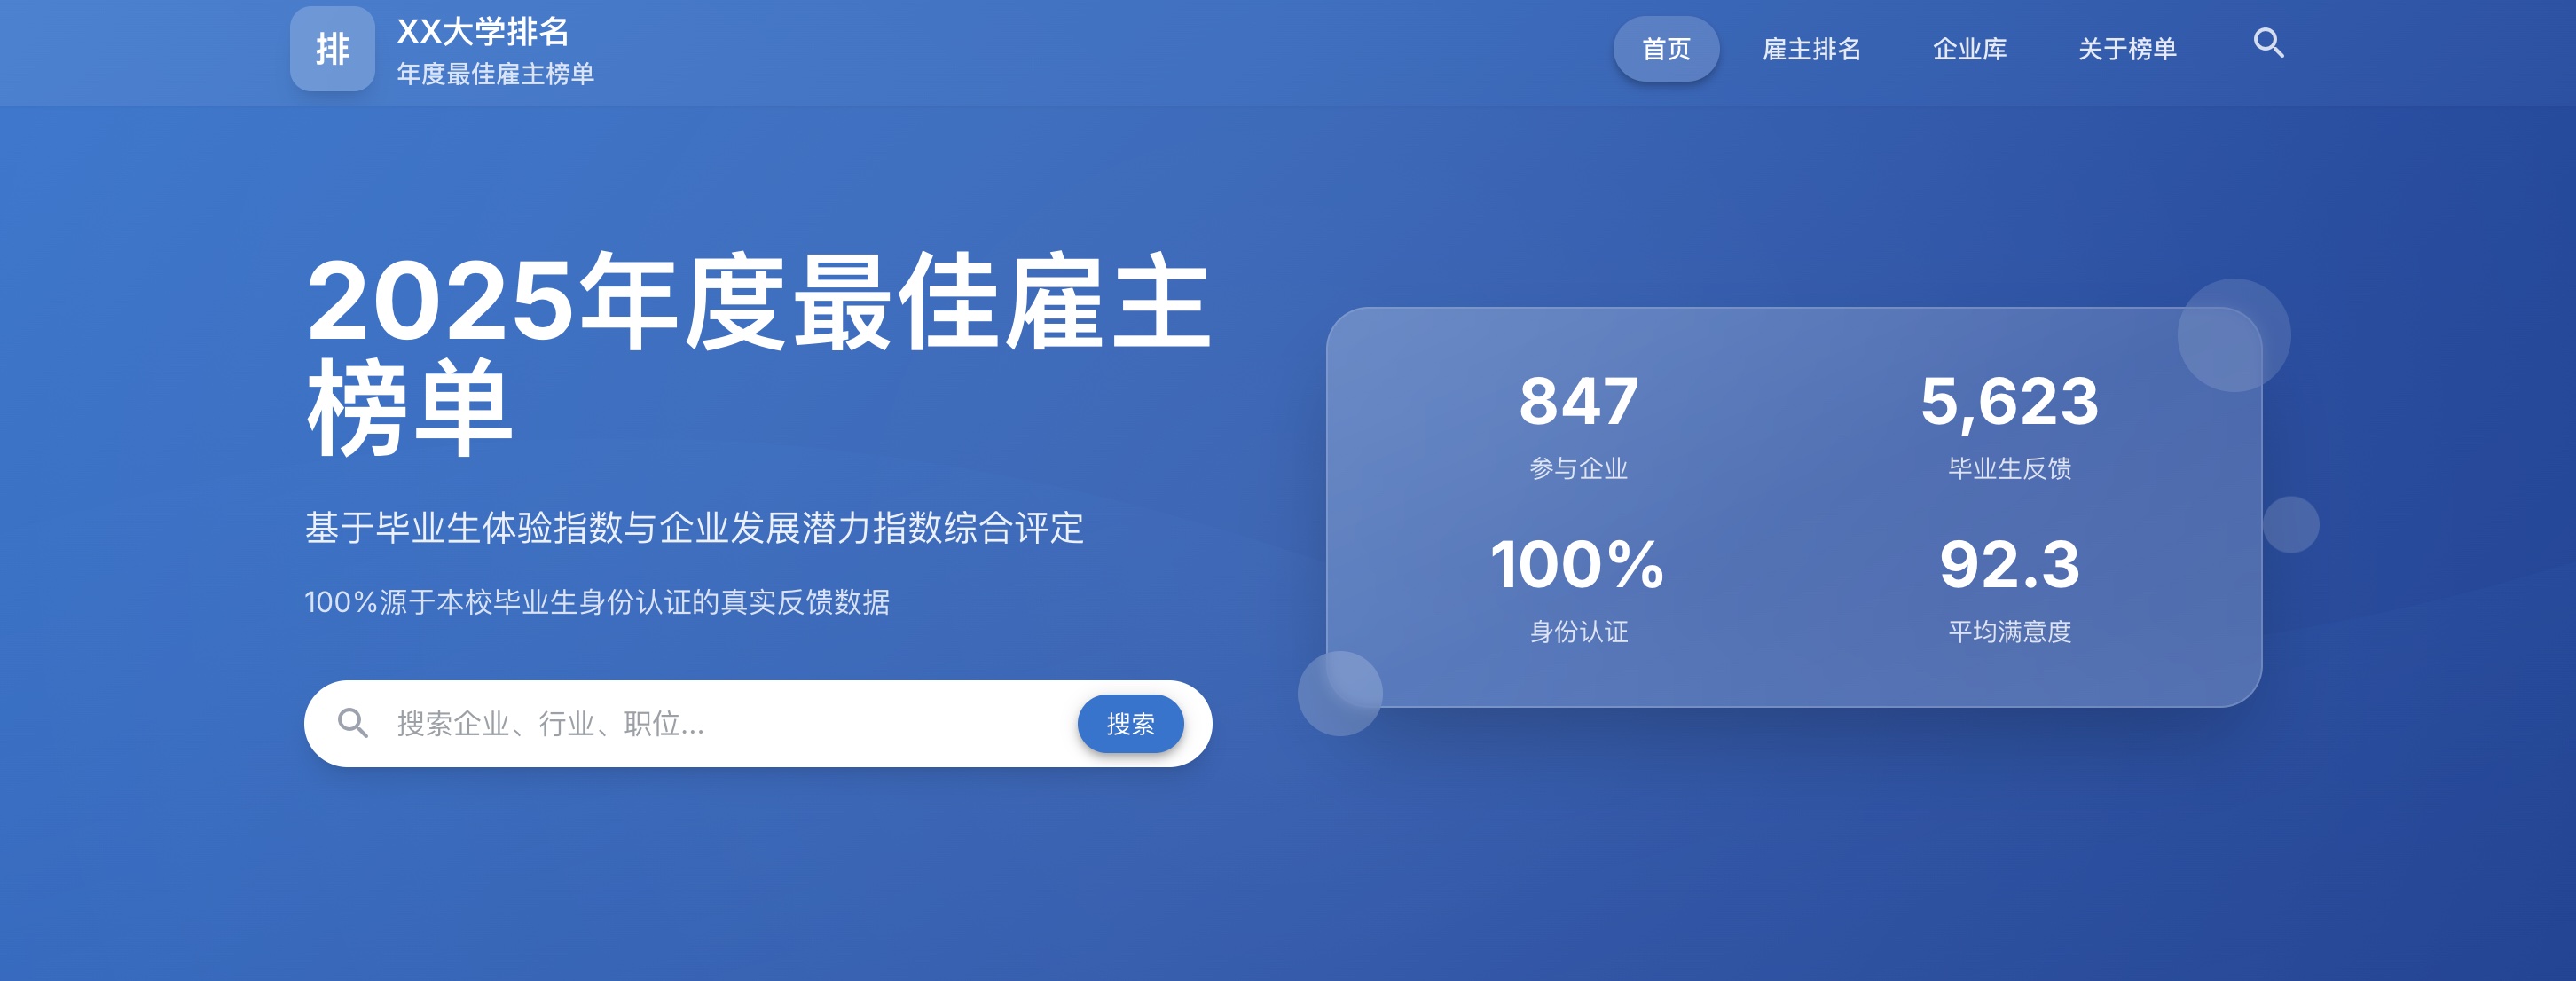 排
XX大学排名
年度最佳雇主榜单
首页
雇主排名
企业库
关于榜单
2025年度最佳雇主
榜单
基于毕业生体验指数与企业发展潜力指数综合评定
100%源于本校毕业生身份认证的真实反馈数据
搜索企业、行业、职位...
搜索
847
参与企业
5,623
毕业生反馈
100%
身份认证
92.3
平均满意度